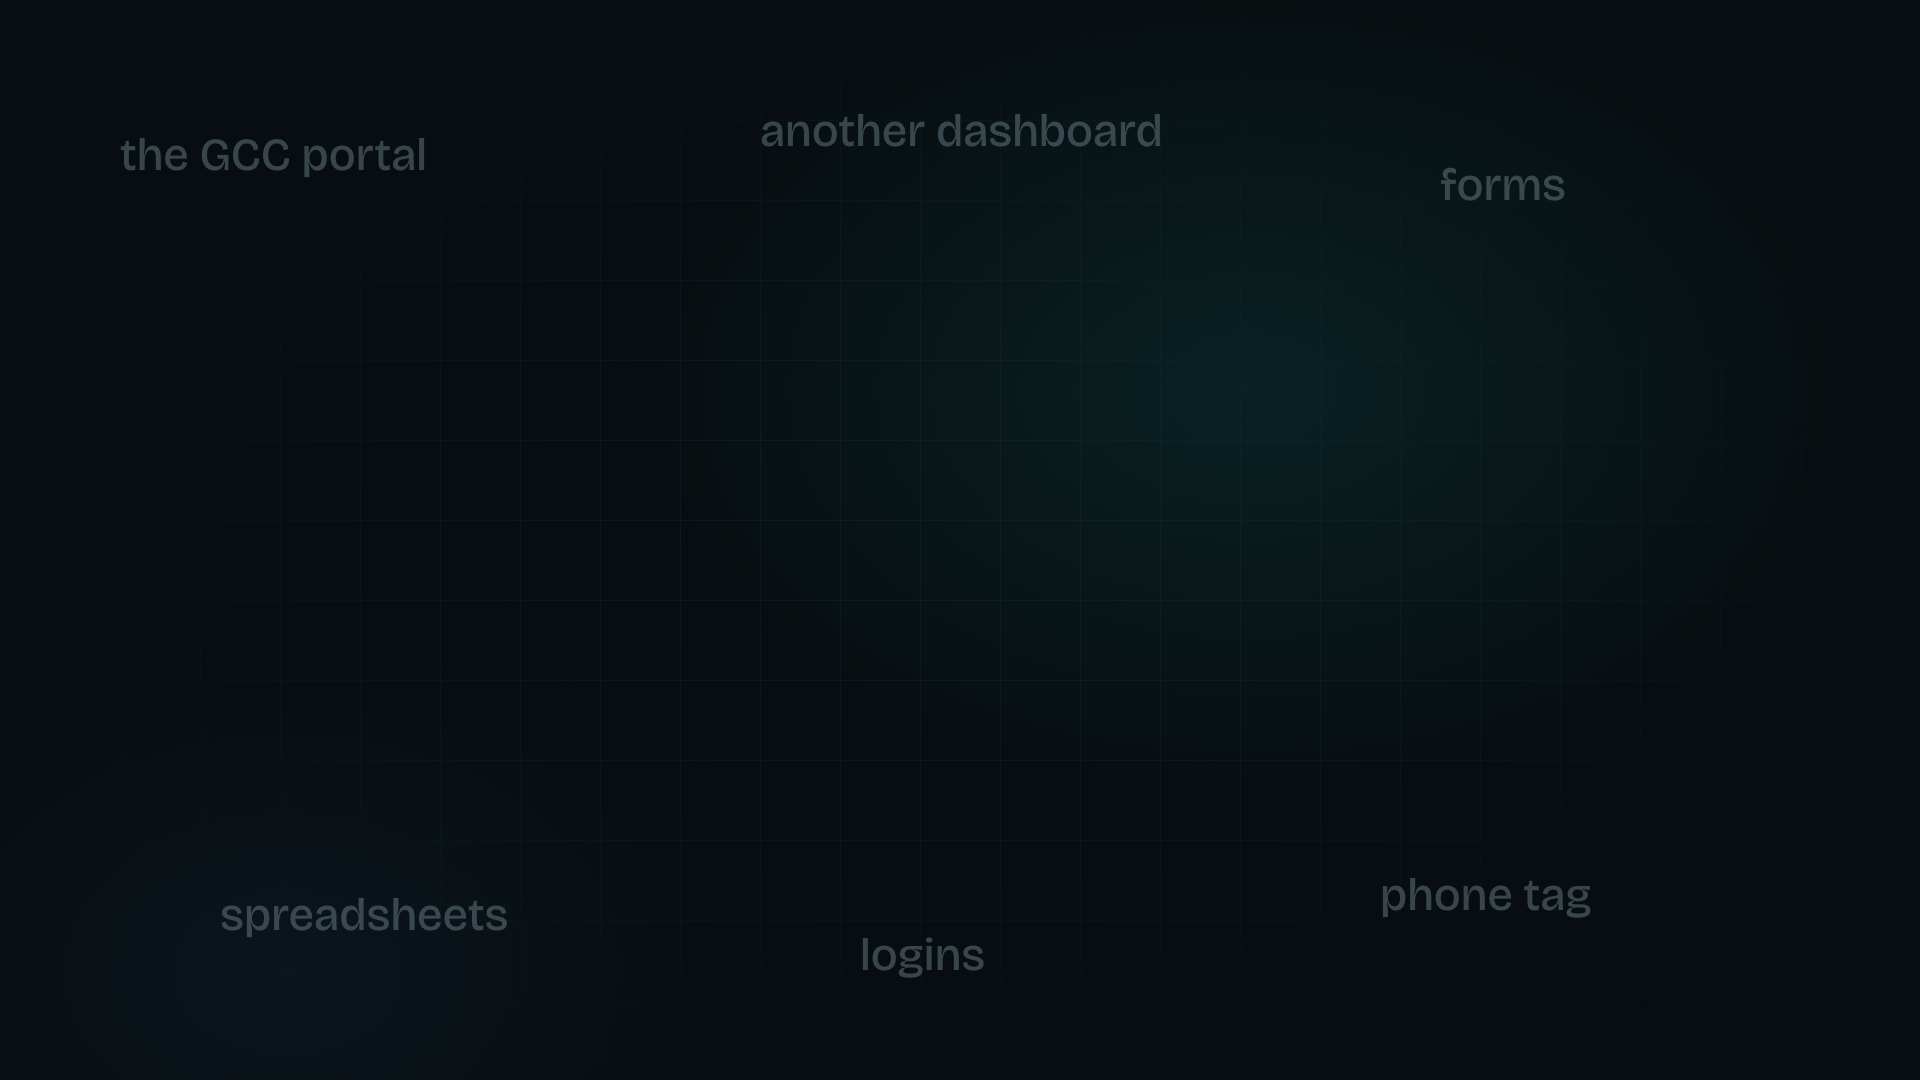 the GCC portal
another dashboard
forms
spreadsheets
logins
phone tag